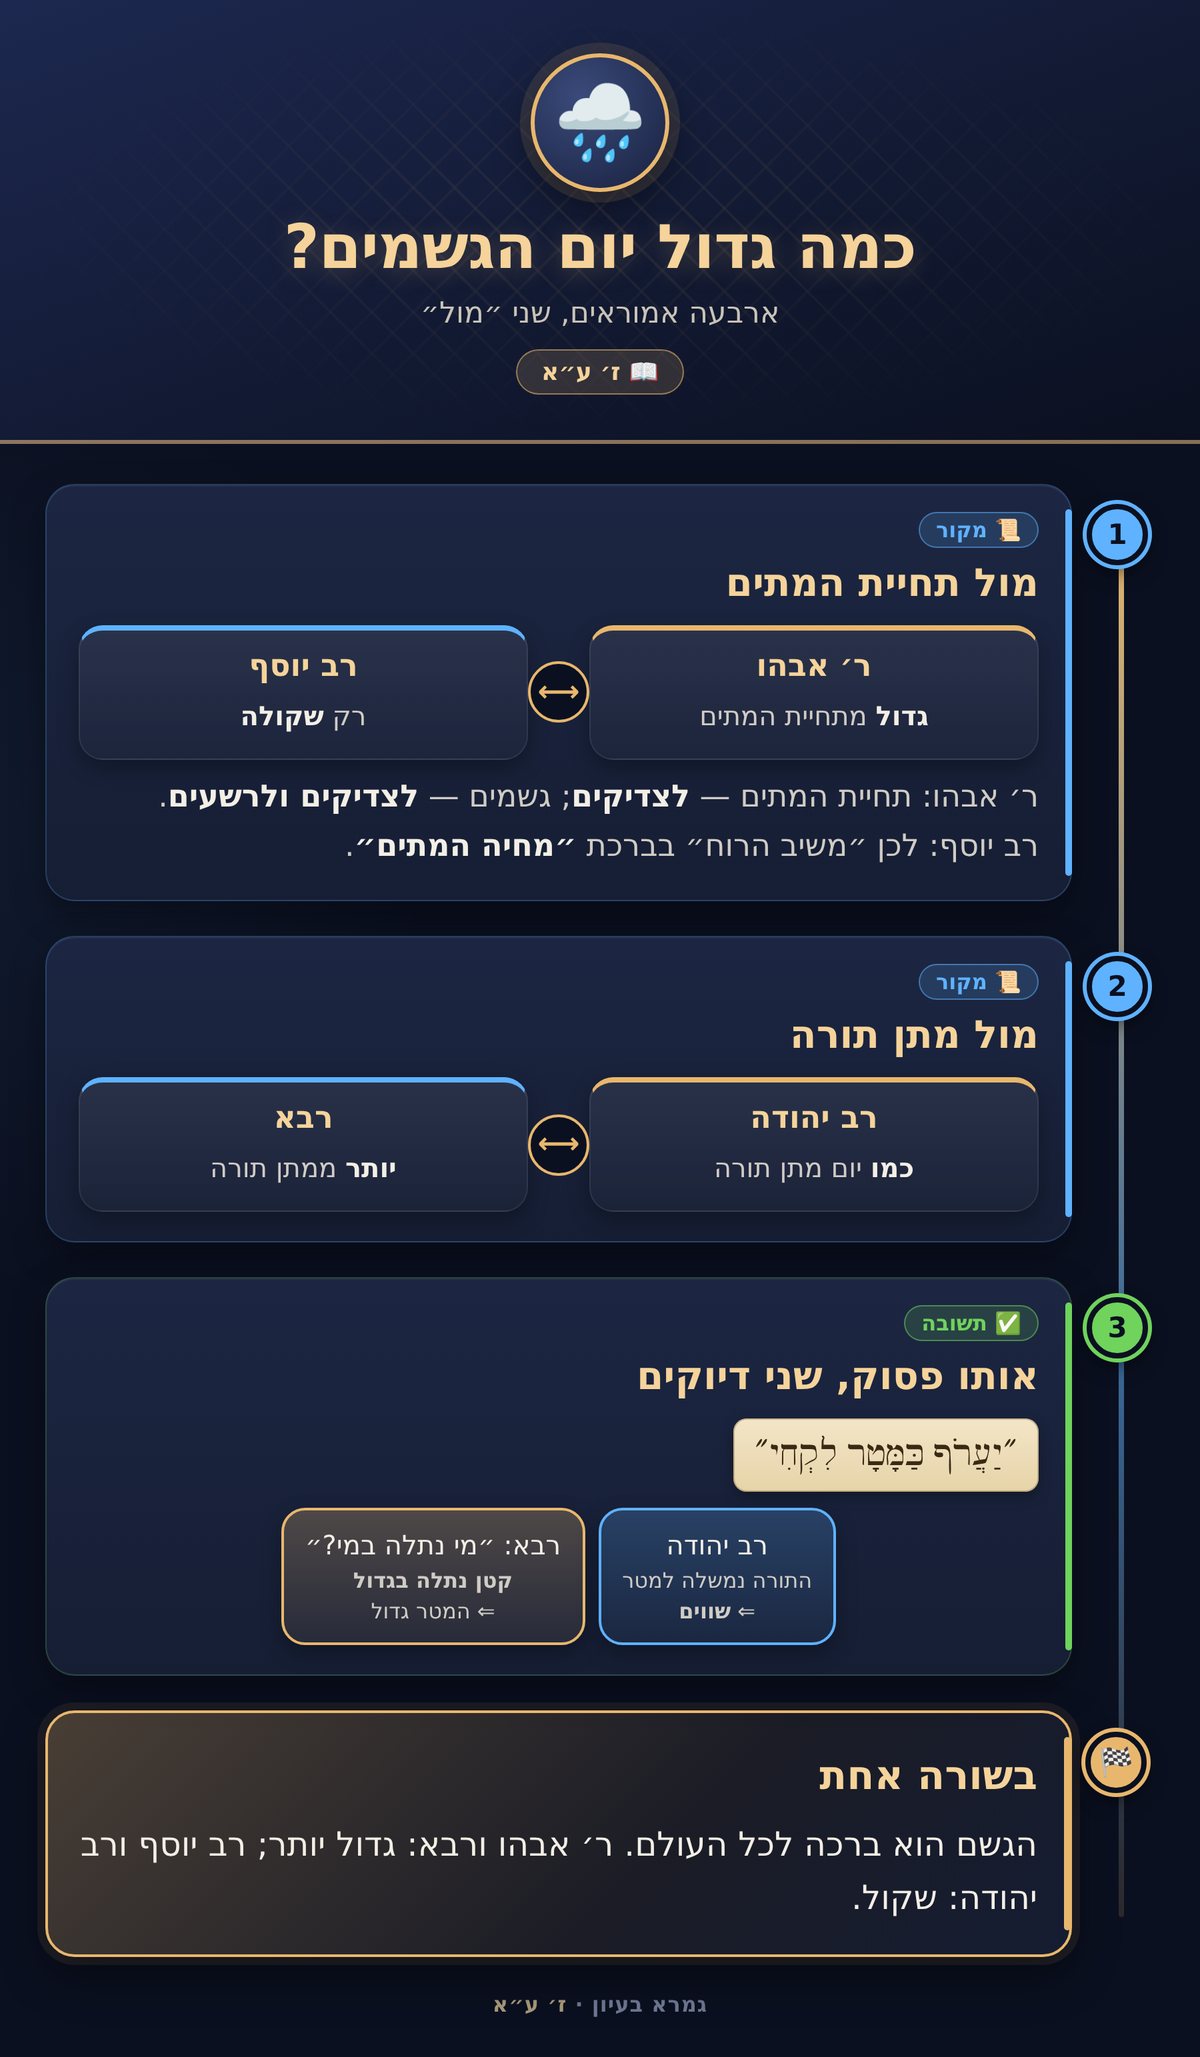 כמה גדול יום הגשמים?
ארבעה אמוראים, שני ״מול״
📖 ז׳ ע״א
1
📜 מקור
מול תחיית המתים
ר׳ אבהו
גדול מתחיית המתים
⟷
רב יוסף
רק שקולה
ר׳ אבהו: תחיית המתים — לצדיקים; גשמים — לצדיקים ולרשעים.
רב יוסף: לכן ״משיב הרוח״ בברכת ״מחיה המתים״.
2
📜 מקור
מול מתן תורה
רב יהודה
כמו יום מתן תורה
⟷
רבא
יותר ממתן תורה
3
✅ תשובה
אותו פסוק, שני דיוקים
״יַעֲרֹף כַּמָּטָר לִקְחִי״
רב יהודה
התורה נמשלה למטר
⇐ שווים
רבא: ״מי נתלה במי?״
קטן נתלה בגדול
⇐ המטר גדול
🏁
בשורה אחת
הגשם הוא ברכה לכל העולם. ר׳ אבהו ורבא: גדול יותר; רב יוסף ורב
יהודה: שקול.
גמרא בעיון · ז׳ ע״א